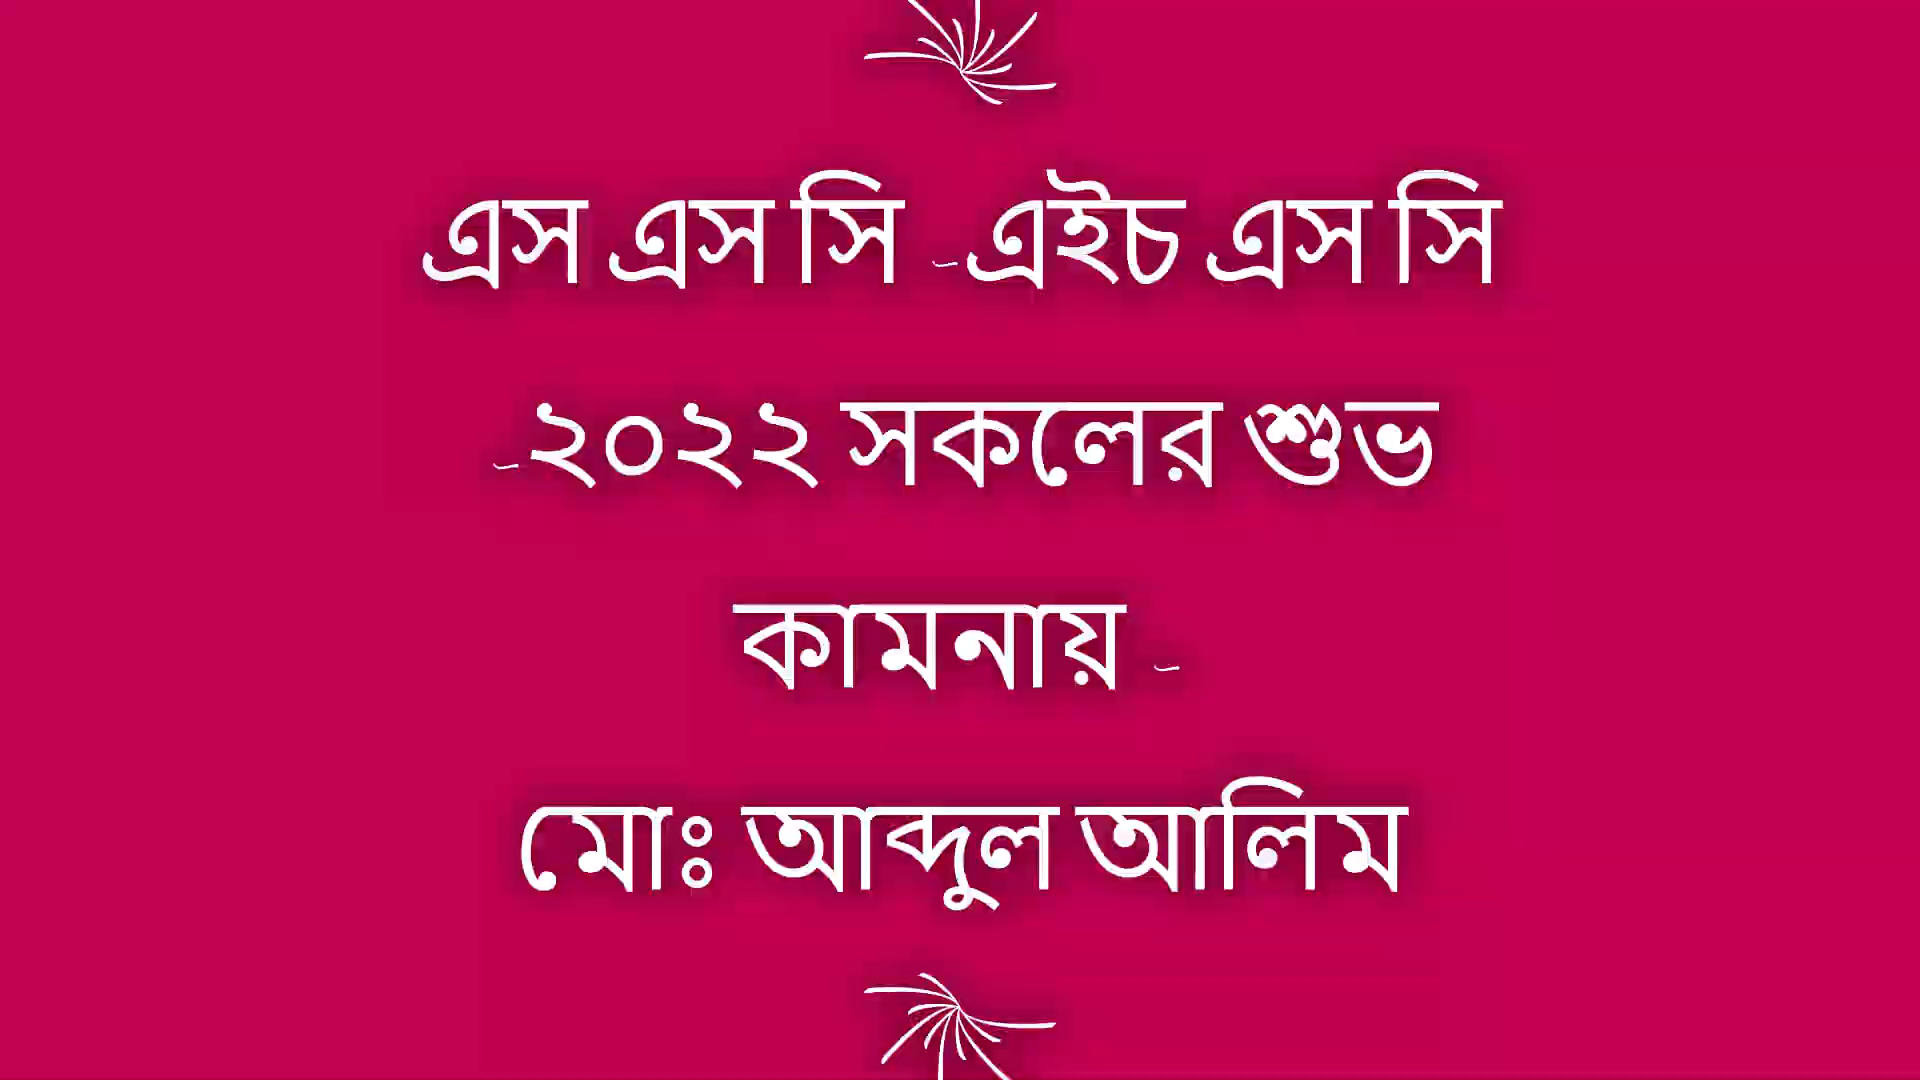 এস এস সি -এইচ এস সি
-২০২২ সকলের শুভ
কামনায় -
মোঃ আব্দুল আলিম